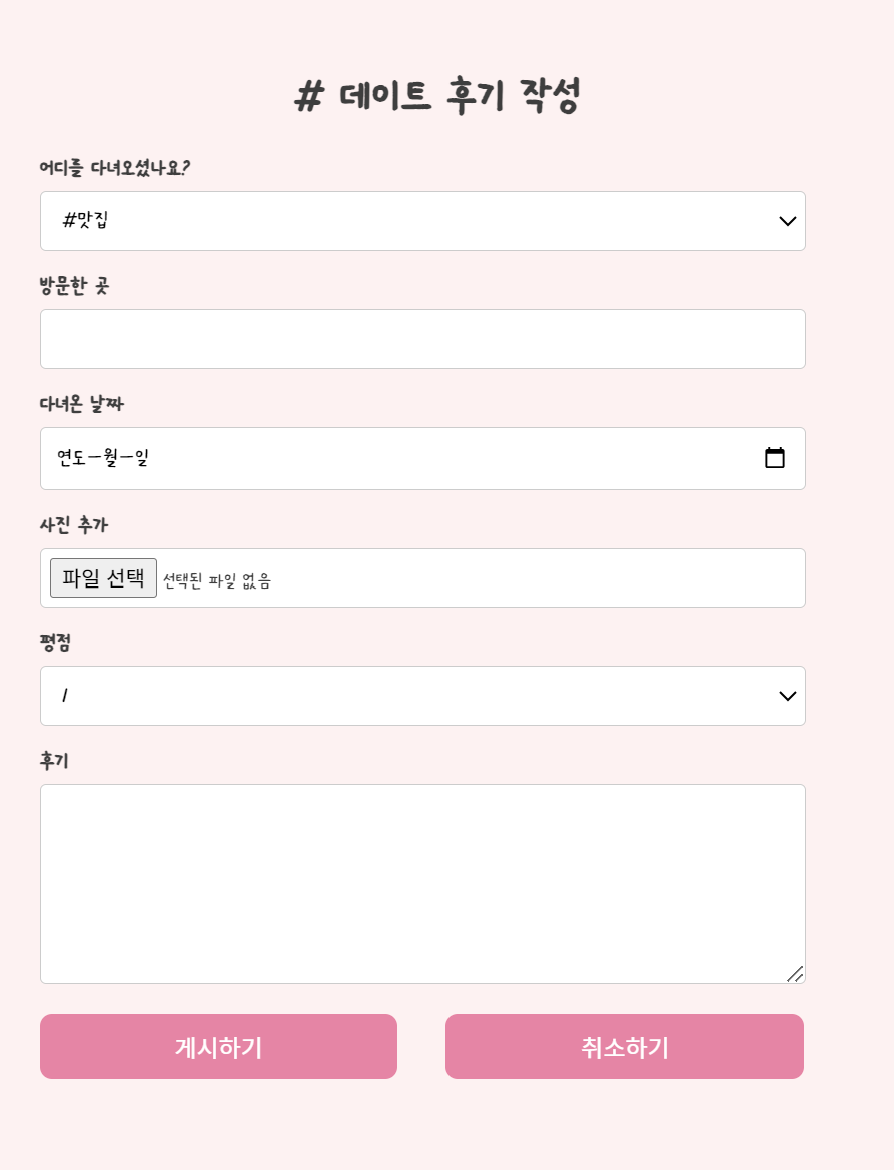 # 데이트 후기 작성
어디를 다녀오셨나요?
#맛집
방문한 곳
다녀온 날짜
연도-월-일
사진 추가
파일 선택 선택된 파일 없음
평점
1
후기
게시하기 취소하기